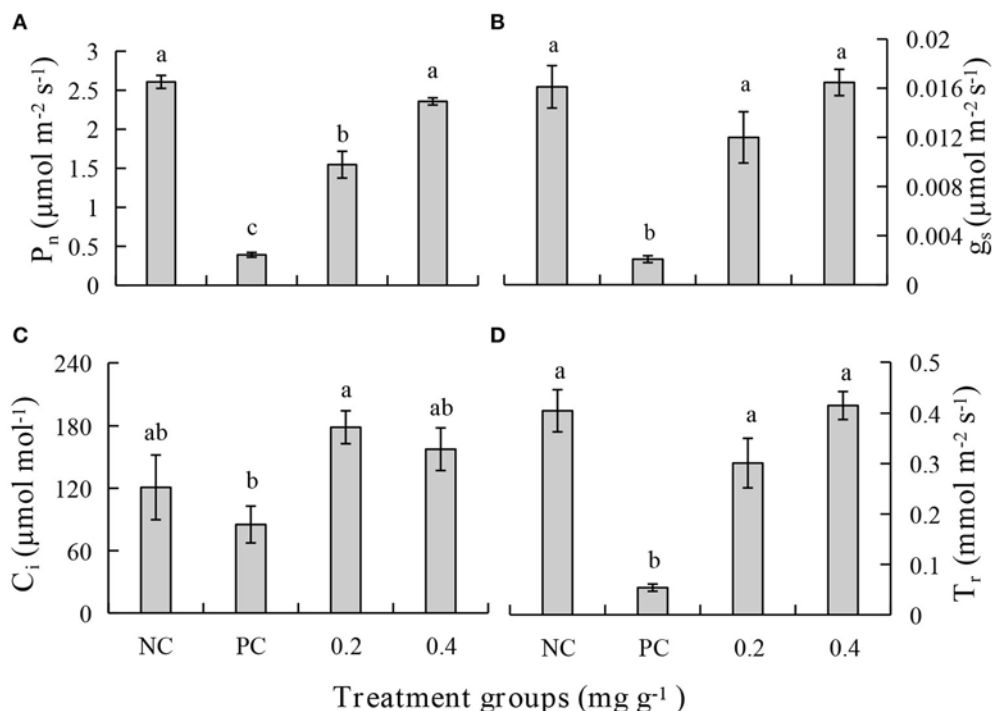 A
B
3
2.5
2
1.5
1
0.5
0
Pn (μmol m-2 s-1)
a
c
b
a
a
b
a
a
0.02
0.016
0.012
0.008
0.004
0
gs (μmol m-2 s-1)
C
D
240
180
120
60
0
Ci (μmol mol-1)
ab
b
a
ab
a
b
a
a
0.5
0.4
0.3
0.2
0.1
0
Tr (mmol m-2 s-1)
NC PC 0.2 0.4 NC PC 0.2 0.4
Treatment groups (mg g-1 )